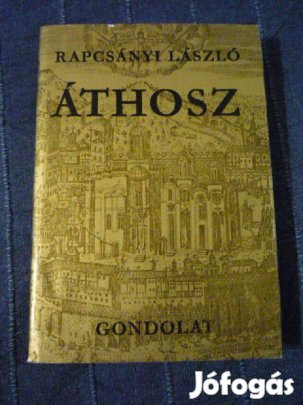 RAPCSÁNYI LÁSZLÓ
ÁTHOSZ
GONDOLAT
Jófogás